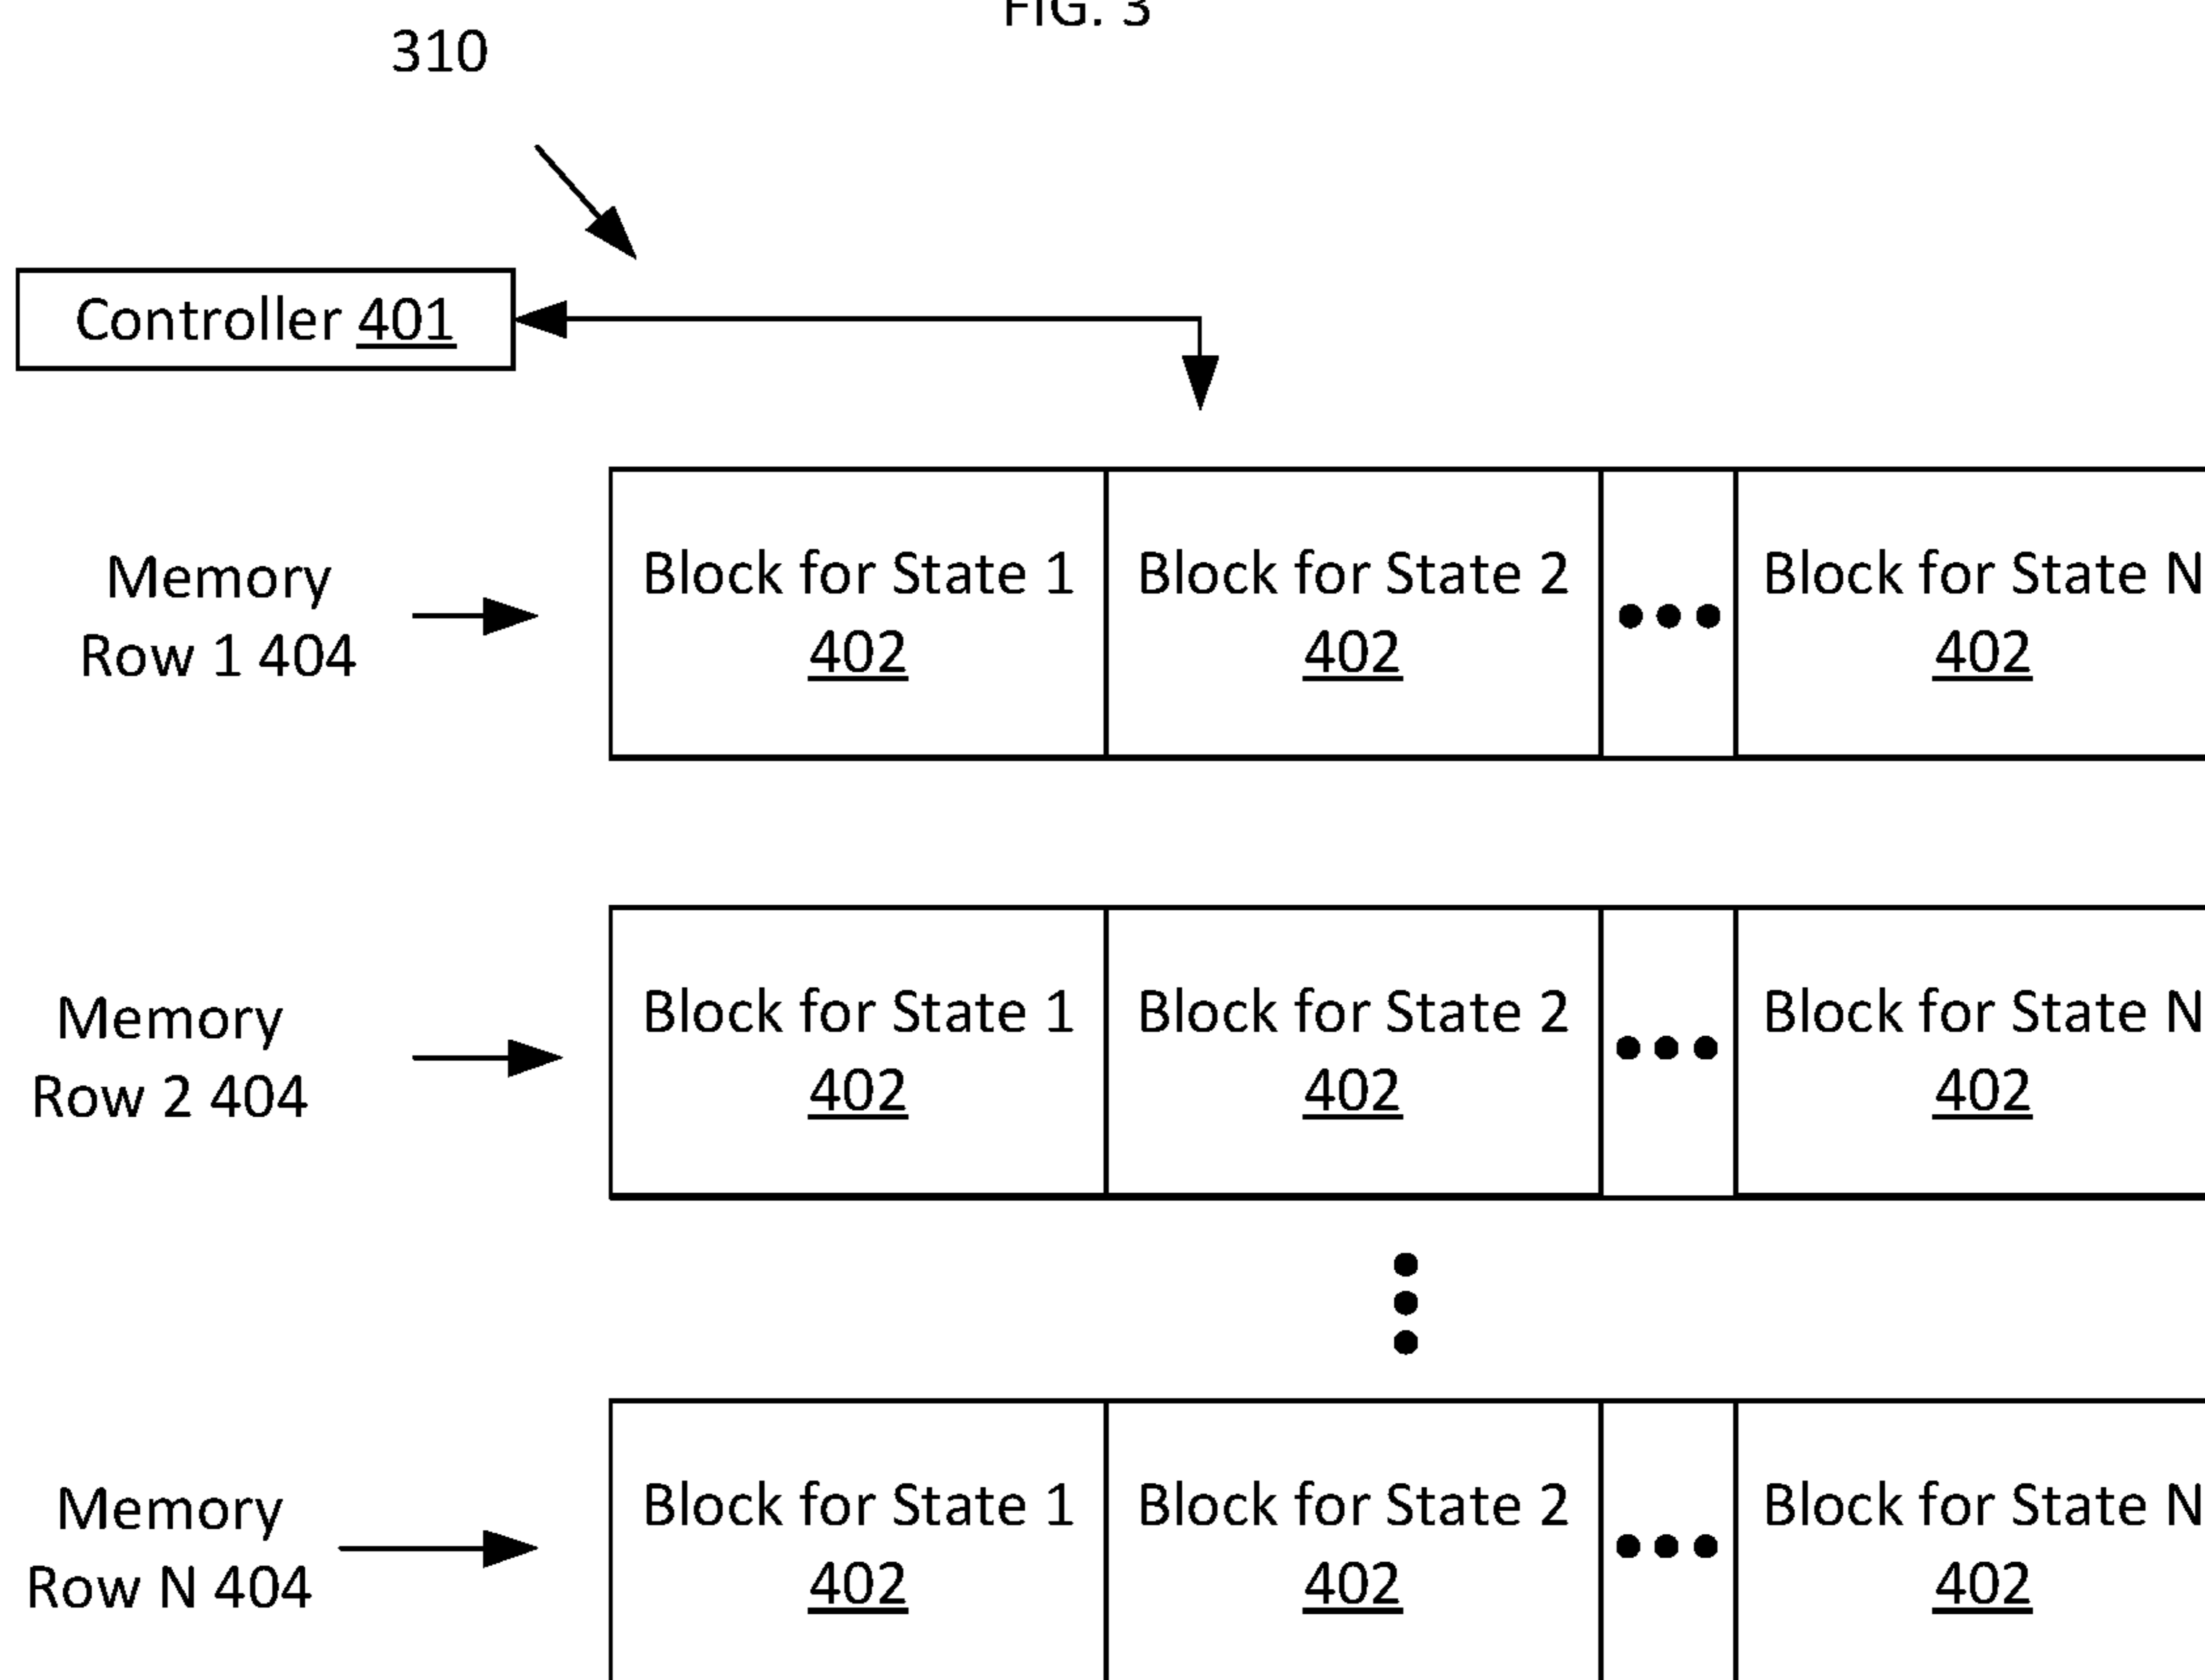 FIG. 3
310
Controller 401
Memory
Row 1 404
Block for State 1
402
Block for State 2
402
Block for State N
402
Memory
Row 2 404
Block for State 1
402
Block for State 2
402
Block for State N
402
Memory
Row N 404
Block for State 1
402
Block for State 2
402
Block for State N
402